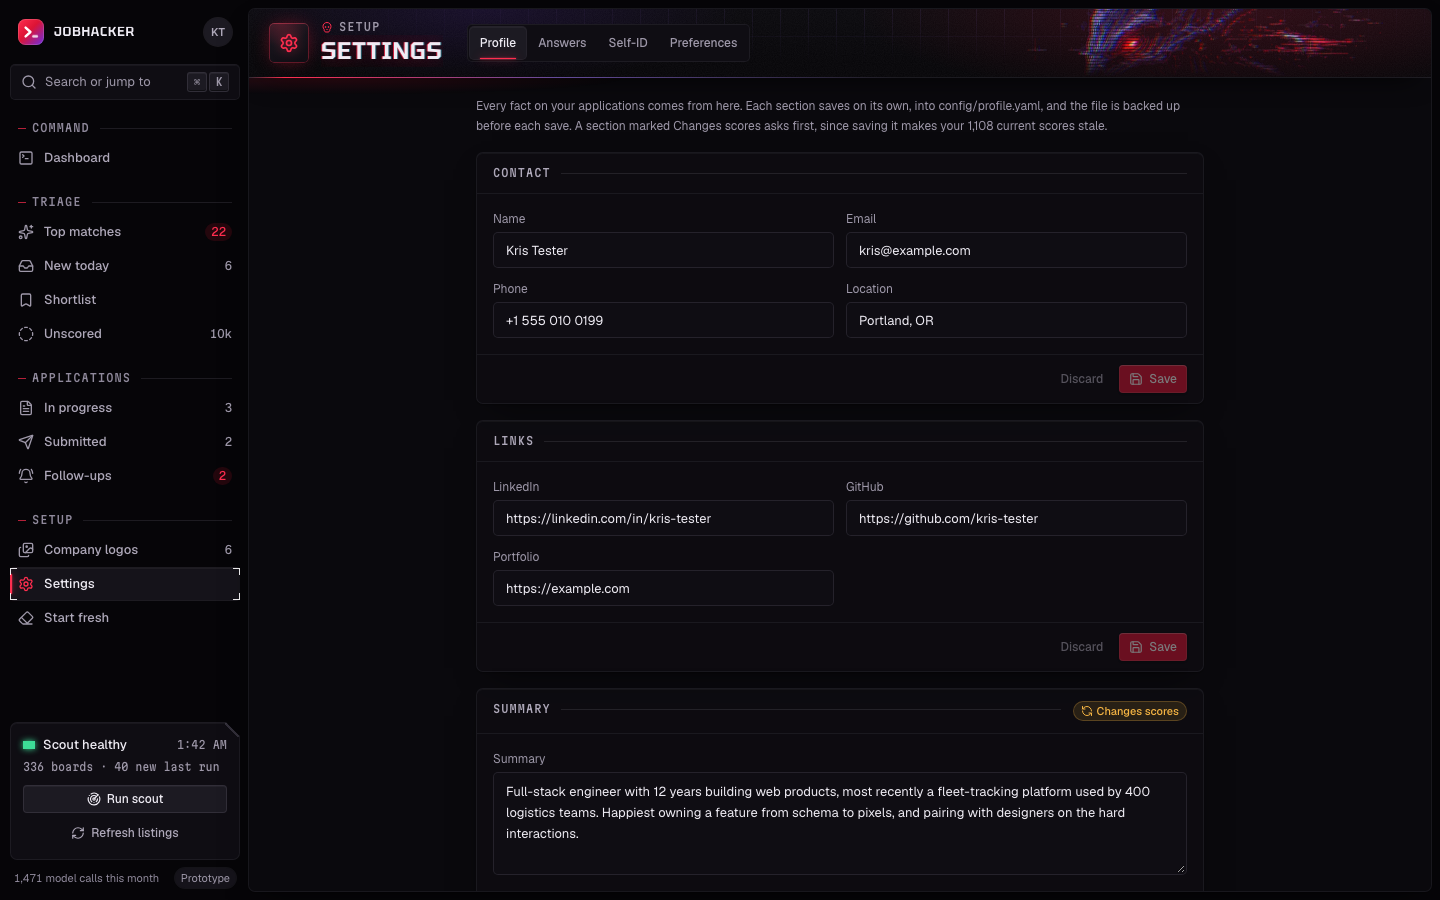 JOBHACKER
KT
Search or jump to
⌘ K
COMMAND
Dashboard
TRIAGE
Top matches 22
New today 6
Shortlist
Unscored 10k
APPLICATIONS
In progress 3
Submitted 2
Follow-ups 2
SETUP
Company logos 6
Settings
Start fresh
Scout healthy 1:42 AM
336 boards · 40 new last run
Run scout
Refresh listings
1,471 model calls this month
Prototype
SETUP
SETTINGS
Profile Answers Self-ID Preferences
Every fact on your applications comes from here. Each section saves on its own, into config/profile.yaml, and the file is backed up
before each save. A section marked Changes scores asks first, since saving it makes your 1,108 current scores stale.
CONTACT
Name Email
Kris Tester kris@example.com
Phone Location
+1 555 010 0199 Portland, OR
Discard Save
LINKS
LinkedIn GitHub
https://linkedin.com/in/kris-tester https://github.com/kris-tester
Portfolio
https://example.com
Discard Save
SUMMARY Changes scores
Summary
Full-stack engineer with 12 years building web products, most recently a fleet-tracking platform used by 400
logistics teams. Happiest owning a feature from schema to pixels, and pairing with designers on the hard
interactions.